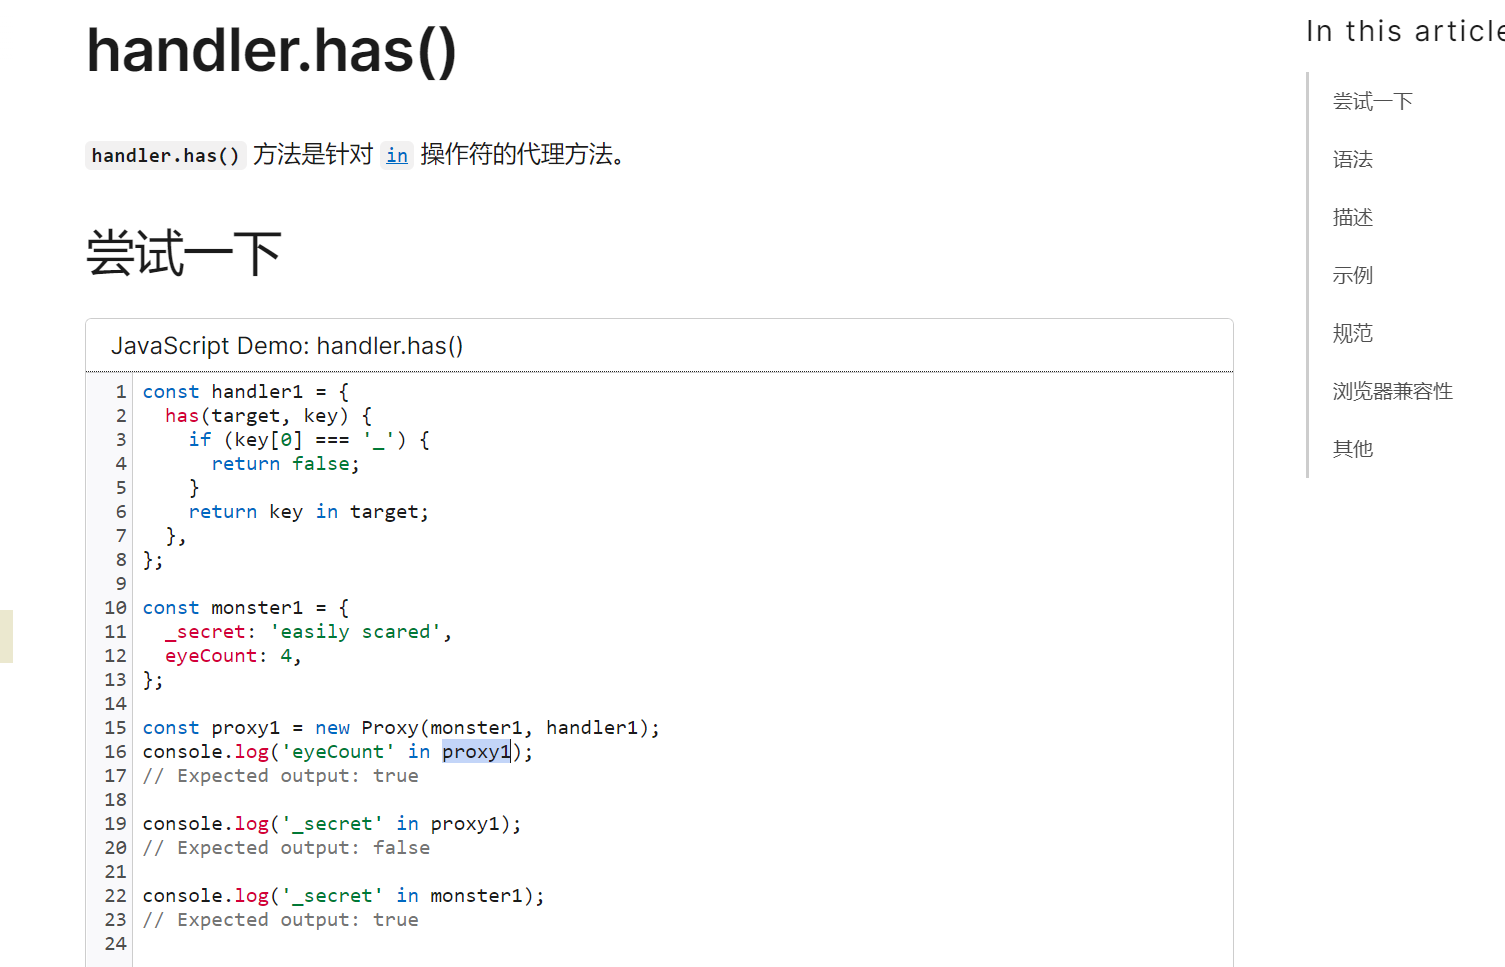 handler.has()
handler.has() 方法是针对 in 操作符的代理方法。
尝试一下
JavaScript Demo: handler.has()
1 const handler1 = {
2   has(target, key) {
3     if (key[0] === '_') {
4       return false;
5     }
6     return key in target;
7   },
8 };
9
10 const monster1 = {
11   _secret: 'easily scared',
12   eyeCount: 4,
13 };
14
15 const proxy1 = new Proxy(monster1, handler1);
16 console.log('eyeCount' in proxy1);
17 // Expected output: true
18
19 console.log('_secret' in proxy1);
20 // Expected output: false
21
22 console.log('_secret' in monster1);
23 // Expected output: true
24
In this article
尝试一下
语法
描述
示例
规范
浏览器兼容性
其他